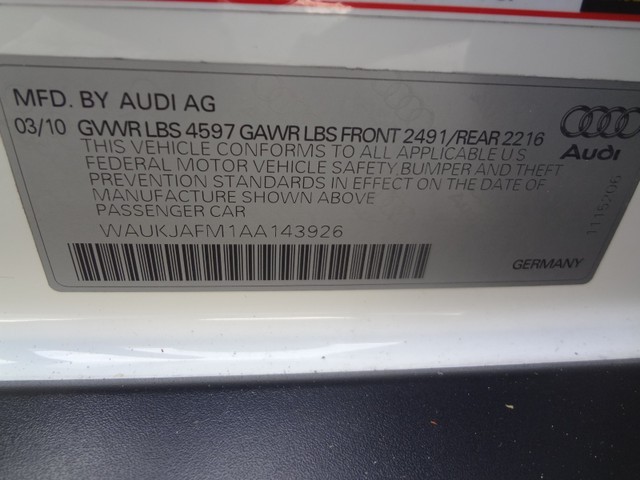 MFD. BY AUDI AG
03/10 GVWR LBS 4597 GAWR LBS FRONT 2491/REAR 2216
THIS VEHICLE CONFORMS TO ALL APPLICABLE U.S
FEDERAL MOTOR VEHICLE SAFETY, BUMPER AND THEFT
PREVENTION STANDARDS IN EFFECT ON THE DATE OF
MANUFACTURE SHOWN ABOVE
PASSENGER CAR
WAUKJAFM1AA143926
Audi
GERMANY